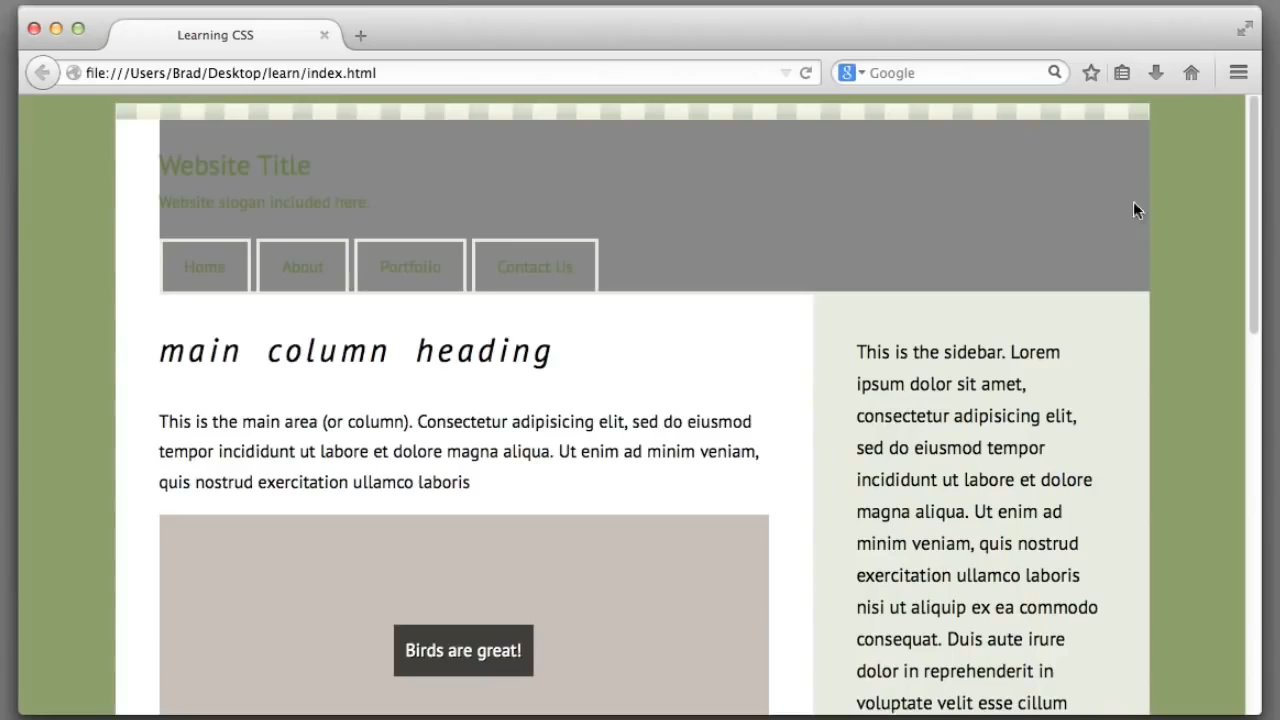 Learning CSS
file:///Users/Brad/Desktop/learn/index.html
Google
Website Title
Website slogan included here.
Home About Portfolio Contact Us
main column heading
This is the main area (or column). Consectetur adipisicing elit, sed do eiusmod
tempor incididunt ut labore et dolore magna aliqua. Ut enim ad minim veniam,
quis nostrud exercitation ullamco laboris
Birds are great!
This is the sidebar. Lorem
ipsum dolor sit amet,
consectetur adipisicing elit,
sed do eiusmod tempor
incididunt ut labore et dolore
magna aliqua. Ut enim ad
minim veniam, quis nostrud
exercitation ullamco laboris
nisi ut aliquip ex ea commodo
consequat. Duis aute irure
dolor in reprehenderit in
voluptate velit esse cillum